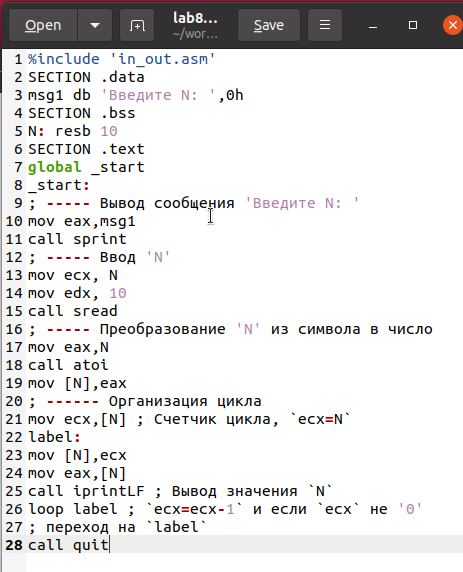 Open
lab8...
~/wor...
Save
1 %include 'in_out.asm'
2 SECTION .data
3 msg1 db 'Введите N: ',0h
4 SECTION .bss
5 N: resb 10
6 SECTION .text
7 global _start
8 _start:
9 ; ----- Вывод сообщения 'Введите N: '
10 mov eax,msg1
11 call sprint
12 ; ----- Ввод 'N'
13 mov ecx, N
14 mov edx, 10
15 call sread
16 ; ----- Преобразование 'N' из символа в число
17 mov eax,N
18 call atoi
19 mov [N],eax
20 ; ------ Организация цикла
21 mov ecx,[N] ; Счетчик цикла, `ecx=N`
22 label:
23 mov [N],ecx
24 mov eax,[N]
25 call iprintLF ; Вывод значения `N`
26 loop label ; `ecx=ecx-1` и если `ecx` не '0'
27 ; переход на `label`
28 call quit